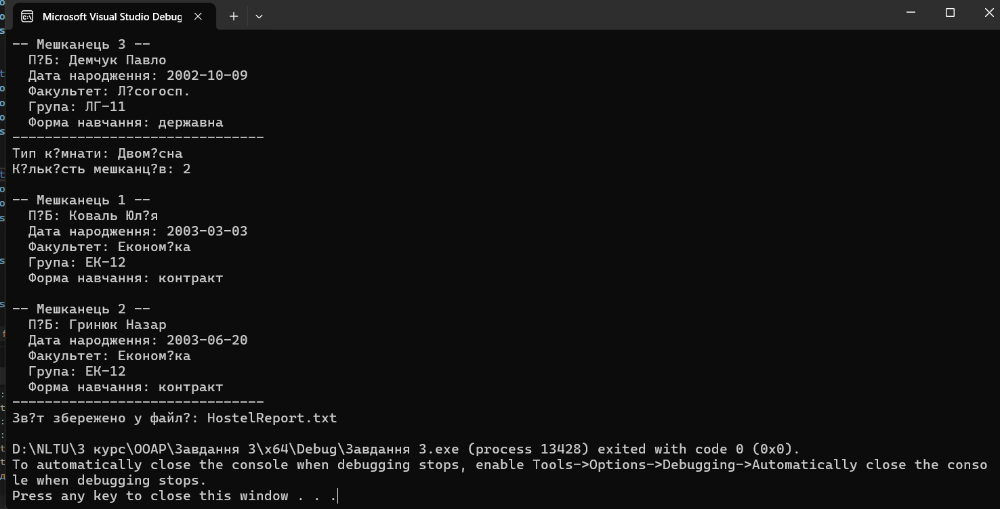 Microsoft Visual Studio Debug
-- Мешканець 3 --
П?Б: Демчук Павло
Дата народження: 2002-10-09
Факультет: Л?согосп.
Група: ЛГ-11
Форма навчання: державна
-------------------------------
Тип к?мнати: Двом?сна
К?льк?сть мешканц?в: 2
-- Мешканець 1 --
П?Б: Коваль Юл?я
Дата народження: 2003-03-03
Факультет: Економ?ка
Група: ЕК-12
Форма навчання: контракт
-- Мешканець 2 --
П?Б: Гринюк Назар
Дата народження: 2003-06-20
Факультет: Економ?ка
Група: ЕК-12
Форма навчання: контракт
-------------------------------
Зв?т збережено у файл?: HostelReport.txt
D:\NLTU\3 курс\ООАР\Завдання 3\x64\Debug\Завдання 3.exe (process 13428) exited with code 0 (0x0).
To automatically close the console when debugging stops, enable Tools->Options->Debugging->Automatically close the conso
le when debugging stops.
Press any key to close this window . . .